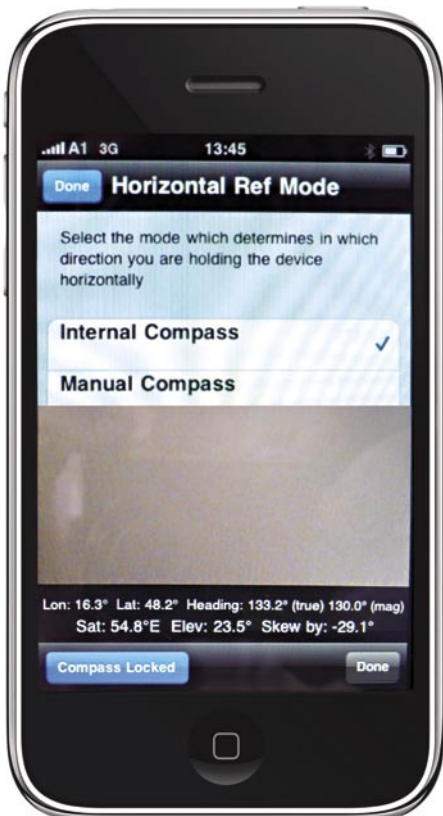 A1 3G 13:45
Done Horizontal Ref Mode
Select the mode which determines in which
direction you are holding the device
horizontally
Internal Compass
Manual Compass
Lon: 16.3° Lat: 48.2° Heading: 133.2° (true) 130.0° (mag)
Sat: 54.8°E Elev: 23.5° Skew by: -29.1°
Compass Locked Done